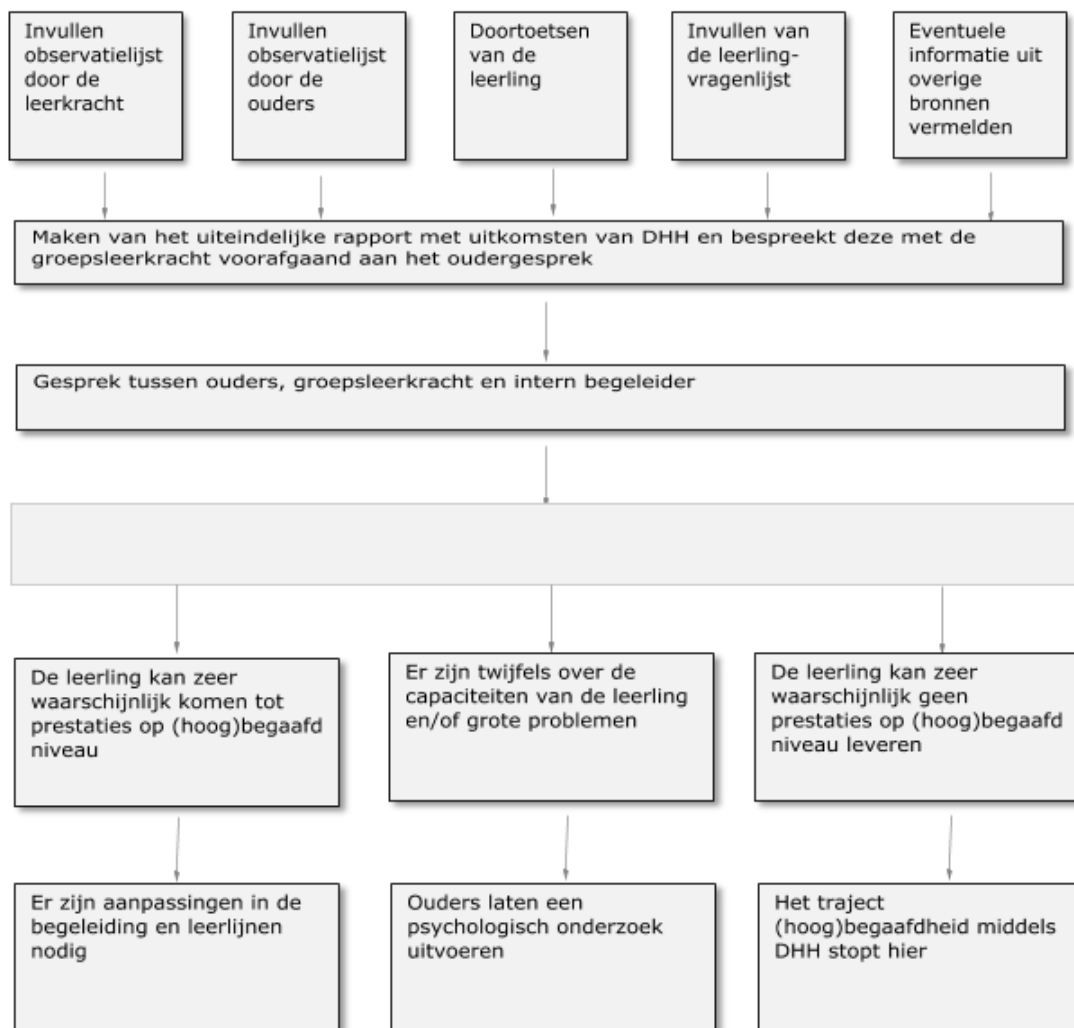 Invullen
observatielijst
door de
leerkracht
Invullen
observatielijst
door de
ouders
Doortoetsen
van de
leerling
Invullen van
de leerling-
vragenlijst
Eventuele
informatie uit
overige
bronnen
vermelden
Maken van het uiteindelijke rapport met uitkomsten van DHH en bespreekt deze met de
groepsleerkracht voorafgaand aan het oudergesprek
Gesprek tussen ouders, groepsleerkracht en intern begeleider
De leerling kan zeer
waarschijnlijk komen tot
prestaties op (hoog)begaafd
niveau
Er zijn twijfels over de
capaciteiten van de leerling
en/of grote problemen
De leerling kan zeer
waarschijnlijk geen
prestaties op (hoog)begaafd
niveau leveren
Er zijn aanpassingen in de
begeleiding en leerlijnen
nodig
Ouders laten een
psychologisch onderzoek
uitvoeren
Het traject
(hoog)begaafdheid middels
DHH stopt hier